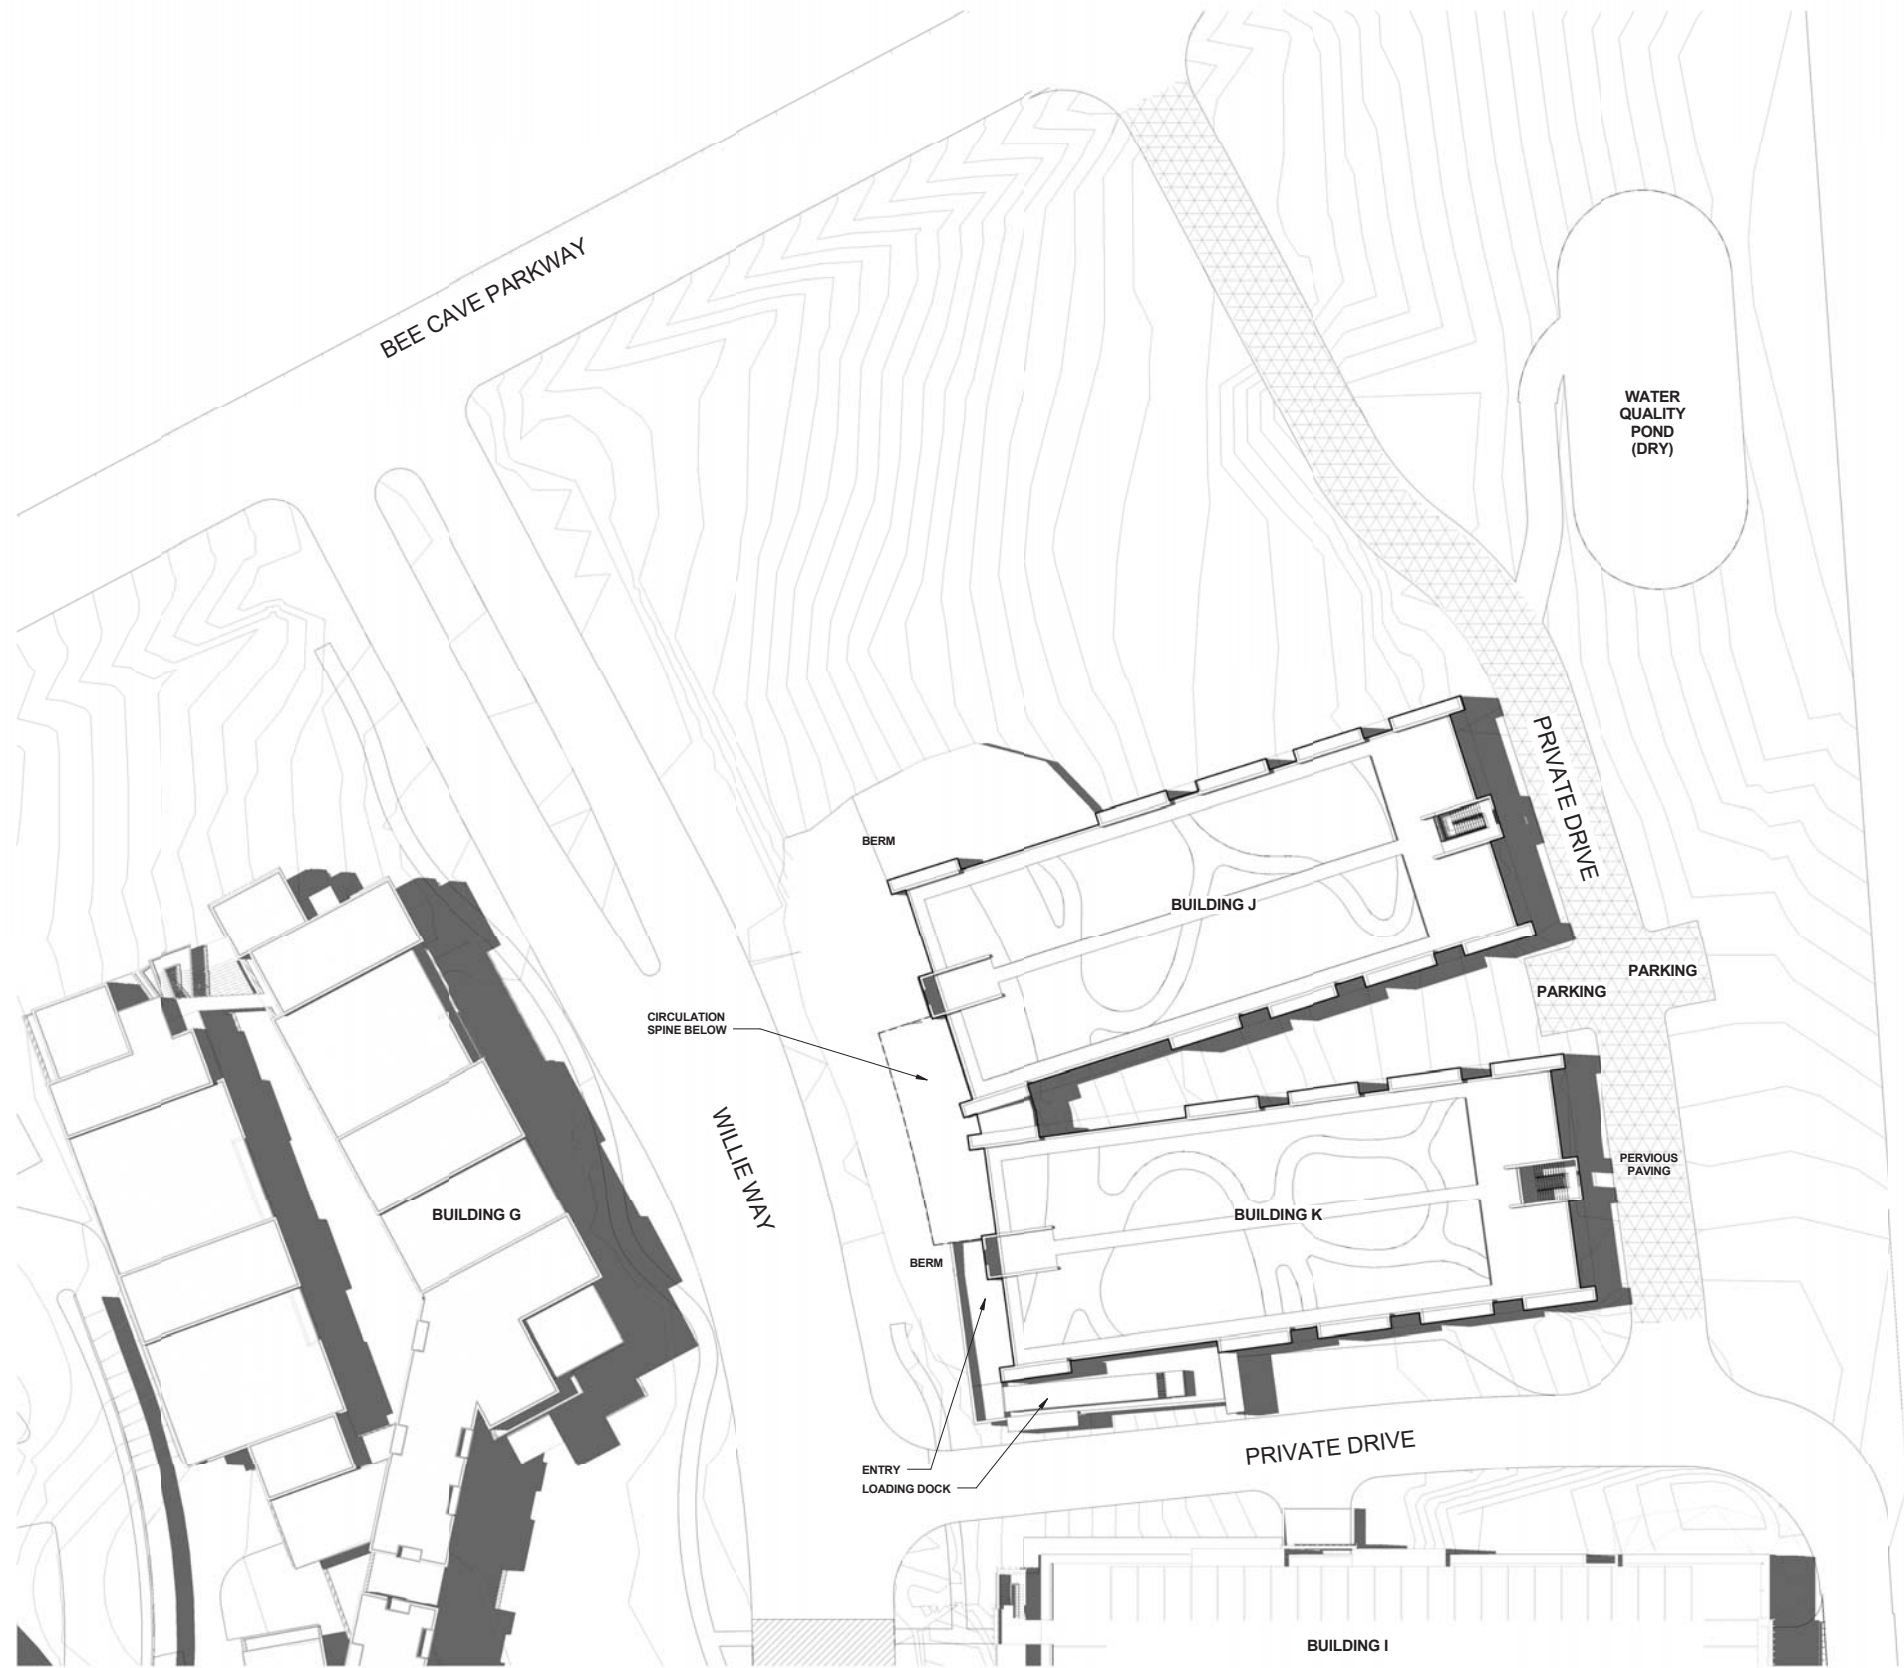 BEE CAVE PARKWAY
WATER
QUALITY
POND
(DRY)
PRIVATE DRIVE
BERM
BUILDING J
PARKING
PARKING
CIRCULATION
SPINE BELOW
WILLIE WAY
PERVIOUS
PAVING
BUILDING G
BUILDING K
BERM
PRIVATE DRIVE
ENTRY
LOADING DOCK
BUILDING I